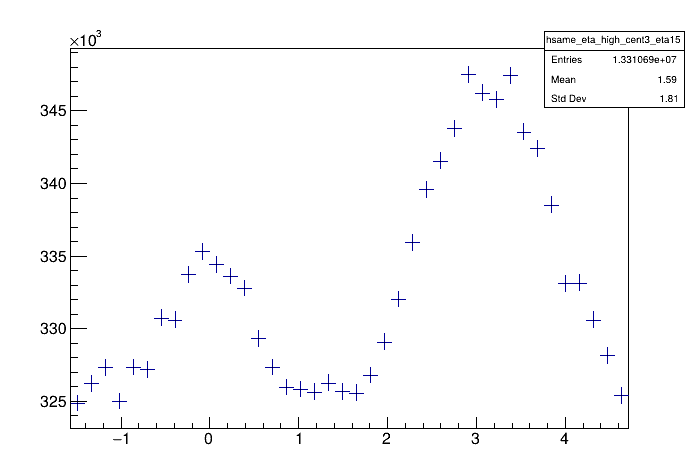 ×10³
hsame_eta_high_cent3_eta15
Entries 1.331069e+07
Mean 1.59
Std Dev 1.81
345
340
335
330
325
−1 0 1 2 3 4